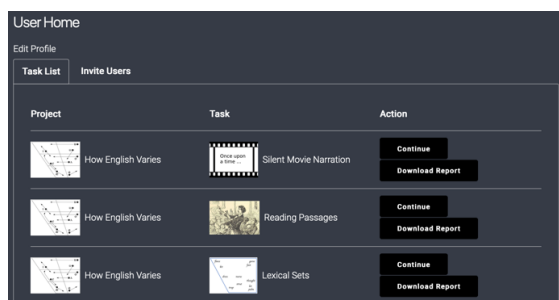 User Home
Edit Profile
Task List Invite Users
Project Task Action
How English Varies
Once upon
a time ...
Silent Movie Narration
Continue
Download Report
How English Varies
Reading Passages
Continue
Download Report
How English Varies
Lexical Sets
Continue
Download Report